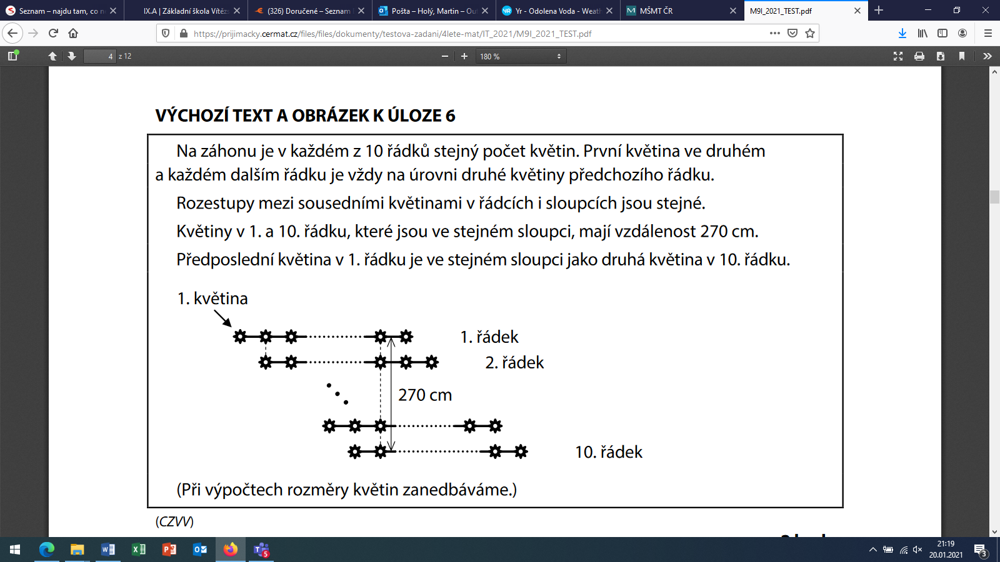 Seznam – najdu tam, co n
IX.A | Základní škola Vítězs
(326) Doručené – Seznam
Pošta – Holý, Martin – Ou
Yr - Odolena Voda - Weat
MŠMT ČR
M9I_2021_TEST.pdf
https://prijimacky.cermat.cz/files/files/dokumenty/testova-zadani/4lete-mat/IT_2021/M9I_2021_TEST.pdf
4 z 12
180 %
VÝCHOZÍ TEXT A OBRÁZEK K ÚLOZE 6
Na záhonu je v každém z 10 řádků stejný počet květin. První květina ve druhém
a každém dalším řádku je vždy na úrovni druhé květiny předchozího řádku.
Rozestupy mezi sousedními květinami v řádcích i sloupcích jsou stejné.
Květiny v 1. a 10. řádku, které jsou ve stejném sloupci, mají vzdálenost 270 cm.
Předposlední květina v 1. řádku je ve stejném sloupci jako druhá květina v 10. řádku.
1. květina
1. řádek
2. řádek
270 cm
10. řádek
(Při výpočtech rozměry květin zanedbáváme.)
(CZVV)
21:19
20.01.2021
3
5